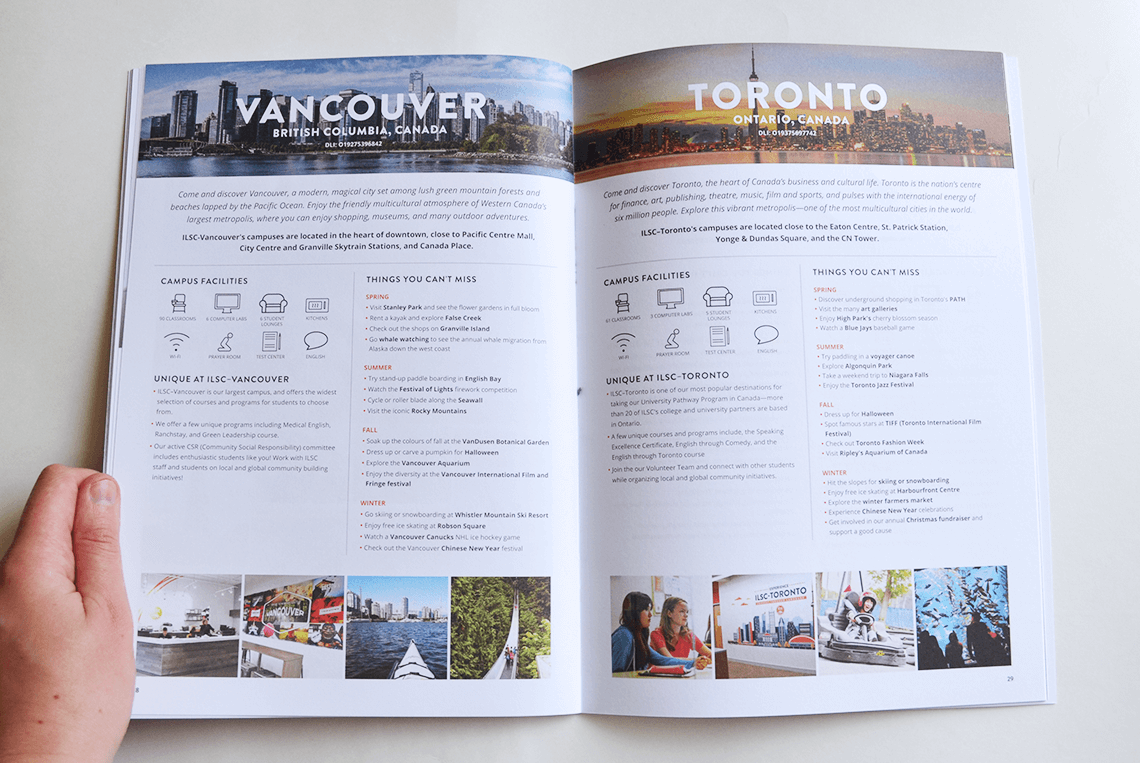 VANCOUVER
BRITISH COLUMBIA, CANADA
DLI: O19275396842
Come and discover Vancouver, a modern, magical city set among lush green mountain forests and
beaches lapped by the Pacific Ocean. Enjoy the friendly multicultural atmosphere of Western Canada's
largest metropolis, where you can enjoy shopping, museums, and many outdoor adventures.
ILSC-Vancouver's campuses are located in the heart of downtown, close to Pacific Centre Mall,
City Centre and Granville Skytrain Stations, and Canada Place.
CAMPUS FACILITIES
90 CLASSROOMS
6 COMPUTER LABS
6 STUDENT
LOUNGES
KITCHENS
WI-FI
PRAYER ROOM
TEST CENTER
ENGLISH
UNIQUE AT ILSC–VANCOUVER
• ILSC–Vancouver is our largest campus, and offers the widest
selection of courses and programs for students to choose
from.
• We offer a few unique programs including Medical English,
Ranchstay, and Green Leadership course.
• Our active CSR (Community Social Responsibility) committee
includes enthusiastic students like you! Work with ILSC
staff and students on local and global community building
initiatives!
THINGS YOU CAN'T MISS
SPRING
• Visit Stanley Park and see the flower gardens in full bloom
• Rent a kayak and explore False Creek
• Check out the shops on Granville Island
• Go whale watching to see the annual whale migration from
Alaska down the west coast
SUMMER
• Try stand-up paddle boarding in English Bay
• Watch the Festival of Lights firework competition
• Cycle or roller blade along the Seawall
• Visit the iconic Rocky Mountains
FALL
• Soak up the colours of fall at the VanDusen Botanical Garden
• Dress up or carve a pumpkin for Halloween
• Explore the Vancouver Aquarium
• Enjoy the diversity at the Vancouver International Film and
Fringe festival
WINTER
• Go skiing or snowboarding at Whistler Mountain Ski Resort
• Enjoy free ice skating at Robson Square
• Watch a Vancouver Canucks NHL ice hockey game
• Check out the Vancouver Chinese New Year festival
VANCOUVER
TORONTO
ONTARIO, CANADA
DLI: O19375097742
Come and discover Toronto, the heart of Canada's business and cultural life. Toronto is the nation's centre
for finance, art, publishing, theatre, music, film and sports, and pulses with the international energy of
six million people. Explore this vibrant metropolis—one of the most multicultural cities in the world.
ILSC–Toronto's campuses are located close to the Eaton Centre, St. Patrick Station,
Yonge & Dundas Square, and the CN Tower.
CAMPUS FACILITIES
61 CLASSROOMS
3 COMPUTER LABS
5 STUDENT
LOUNGES
KITCHENS
WI-FI
PRAYER ROOM
TEST CENTER
ENGLISH
UNIQUE AT ILSC–TORONTO
• ILSC–Toronto is one of our most popular destinations for
taking our University Pathway Program in Canada—more
than 20 of ILSC's college and university partners are based
in Ontario.
• A few unique courses and programs include, the Speaking
Excellence Certificate, English through Comedy, and the
English through Toronto course
• Join the our Volunteer Team and connect with other students
while organizing local and global community initiatives.
THINGS YOU CAN'T MISS
SPRING
• Discover underground shopping in Toronto's PATH
• Visit the many art galleries
• Enjoy High Park's cherry blossom season
• Watch a Blue Jays baseball game
SUMMER
• Try paddling in a voyager canoe
• Explore Algonquin Park
• Take a weekend trip to Niagara Falls
• Enjoy the Toronto Jazz Festival
FALL
• Dress up for Halloween
• Spot famous stars at TIFF (Toronto International Film
Festival)
• Check out Toronto Fashion Week
• Visit Ripley's Aquarium of Canada
WINTER
• Hit the slopes for skiing or snowboarding
• Enjoy free ice skating at Harbourfront Centre
• Explore the winter farmers market
• Experience Chinese New Year celebrations
• Get involved in our annual Christmas fundraiser and
support a good cause
EXPERIENCE
ILSC-TORONTO
29